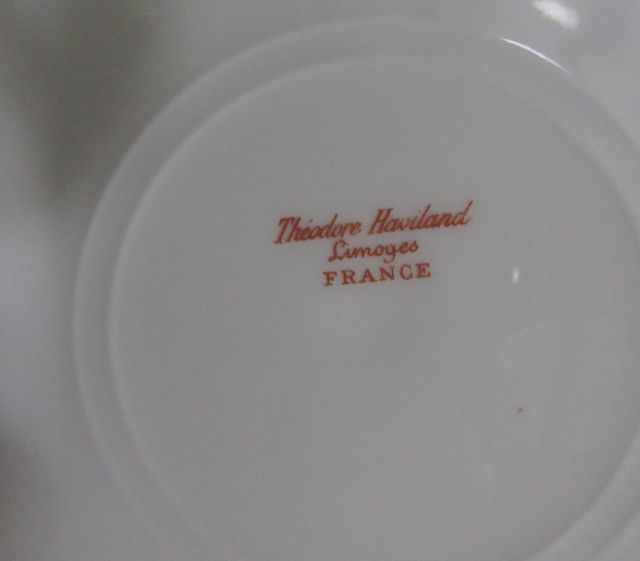 Théodore Haviland
Limoges
FRANCE